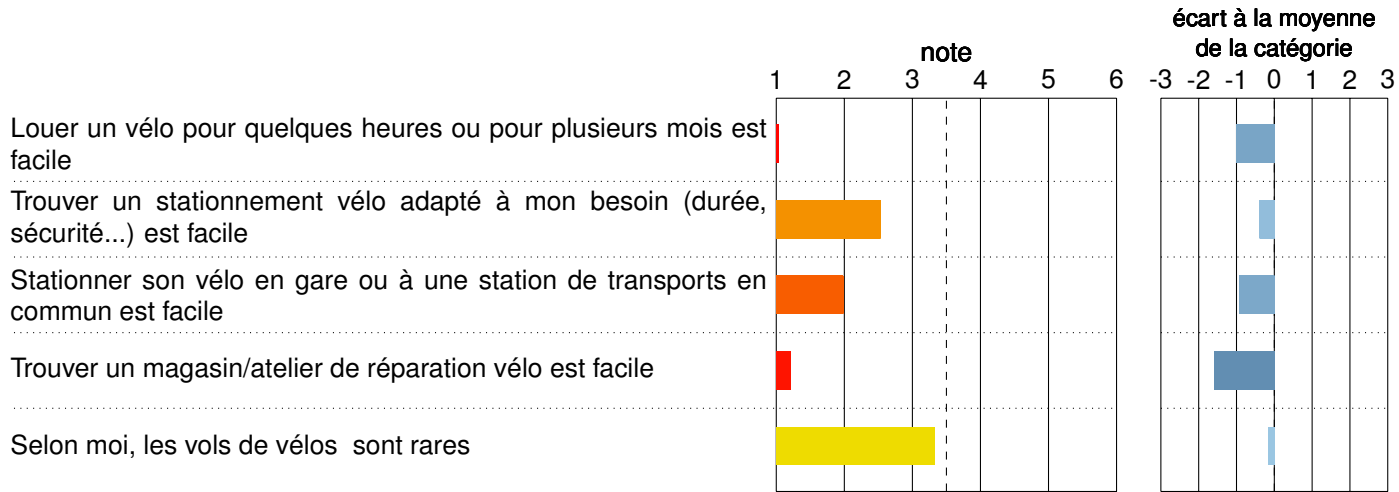 écart à la moyenne
note de la catégorie
1 2 3 4 5 6 -3 -2 -1 0 1 2 3
Louer un vélo pour quelques heures ou pour plusieurs mois est
facile
Trouver un stationnement vélo adapté à mon besoin (durée,
sécurité...) est facile
Stationner son vélo en gare ou à une station de transports en
commun est facile
Trouver un magasin/atelier de réparation vélo est facile
Selon moi, les vols de vélos sont rares